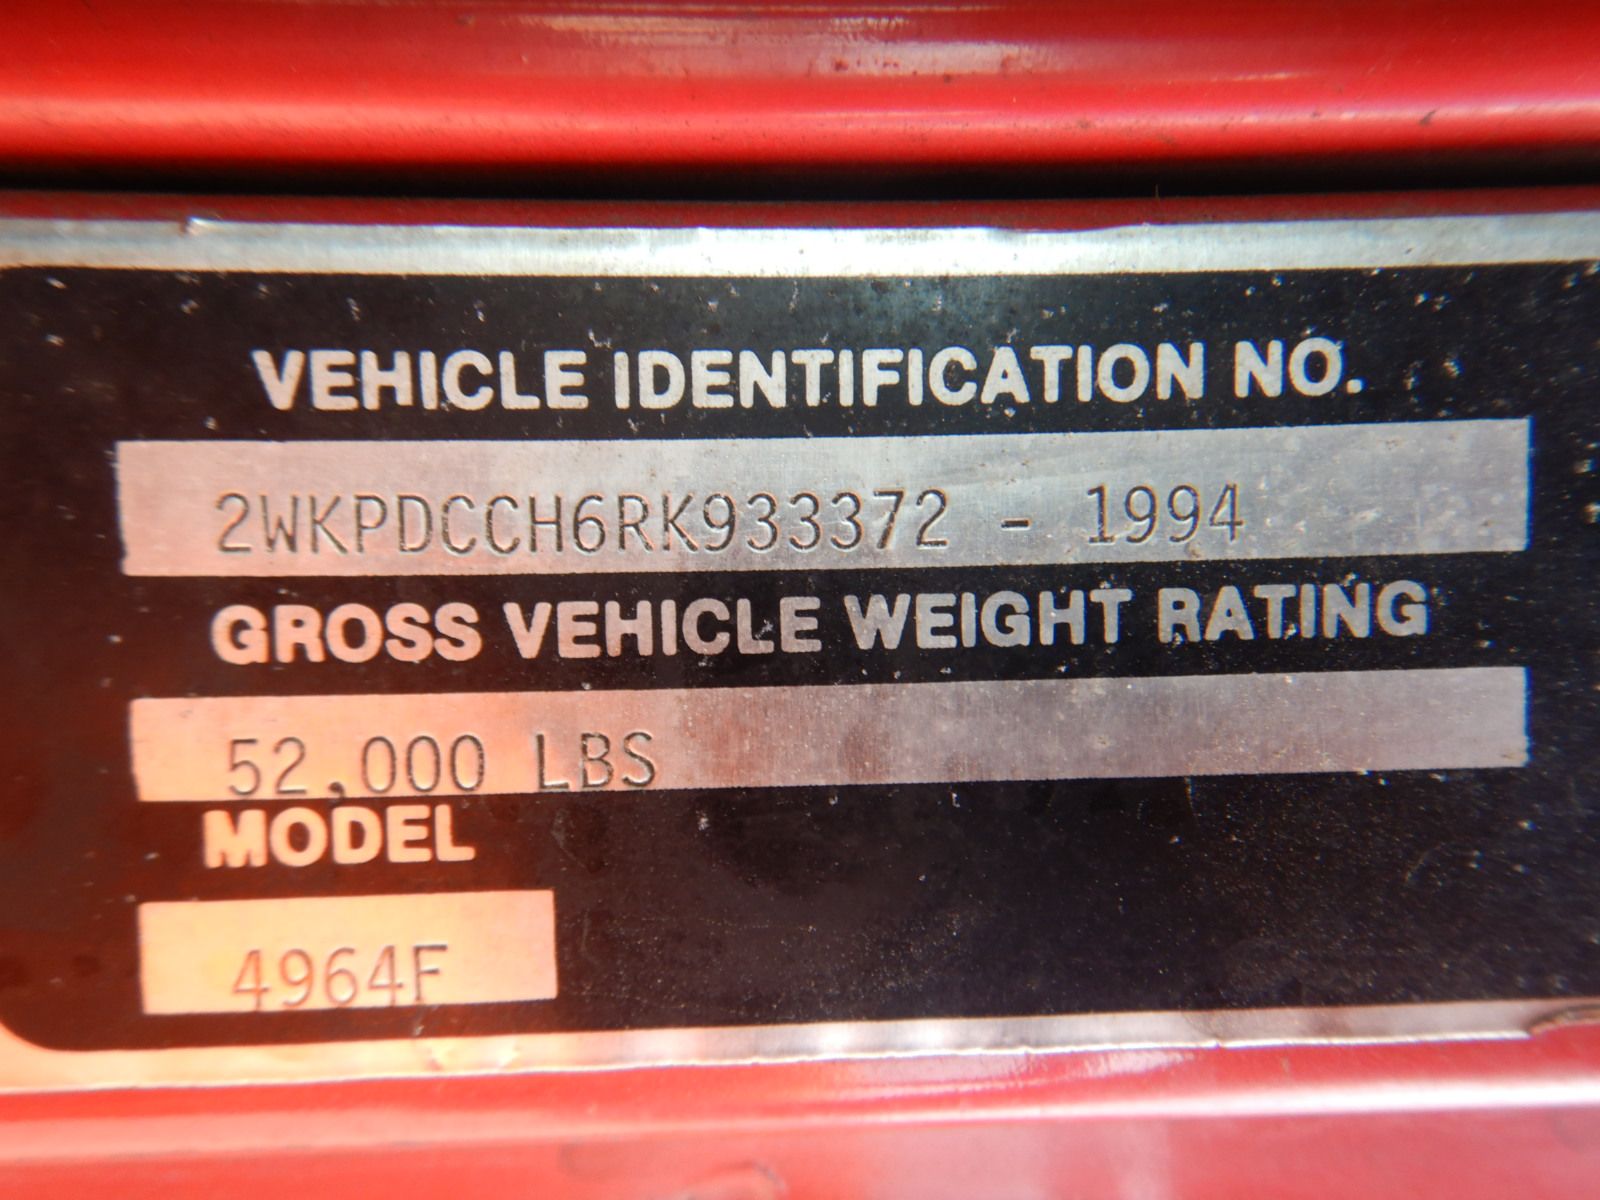 VEHICLE IDENTIFICATION NO.
2WKPDCCH6RK933372 - 1994
GROSS VEHICLE WEIGHT RATING
52,000 LBS
MODEL
4964F